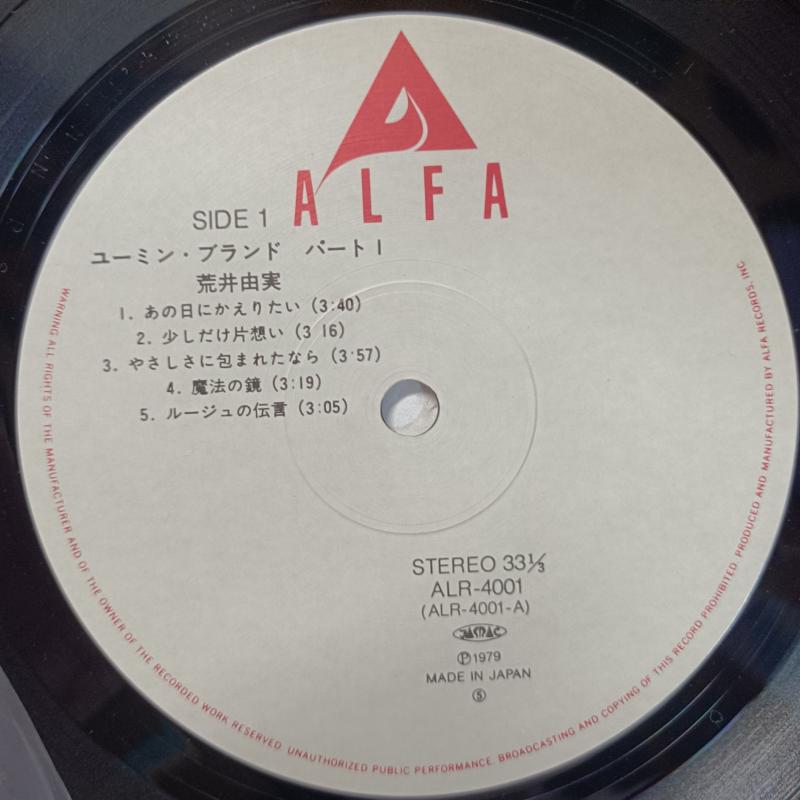 ALFA
SIDE 1
ユーミン・ブランド パート I
荒井由実
1. あの日にかえりたい (3:40)
2. 少しだけ片想い (3 16)
3. やさしさに包まれたなら (3:57)
4. 魔法の鏡 (3:19)
5. ルージュの伝言 (3:05)
STEREO 33⅓
ALR-4001
(ALR-4001-A)
JASRAC
Ⓟ1979
MADE IN JAPAN
⑤
WARNING ALL RIGHTS OF THE MANUFACTURER AND OF THE OWNER OF THE RECORDED WORK RESERVED. UNAUTHORIZED PUBLIC PERFORMANCE, BROADCASTING AND COPYING OF THIS RECORD PROHIBITED. PRODUCED AND MANUFACTURED BY ALFA RECORDS, INC.